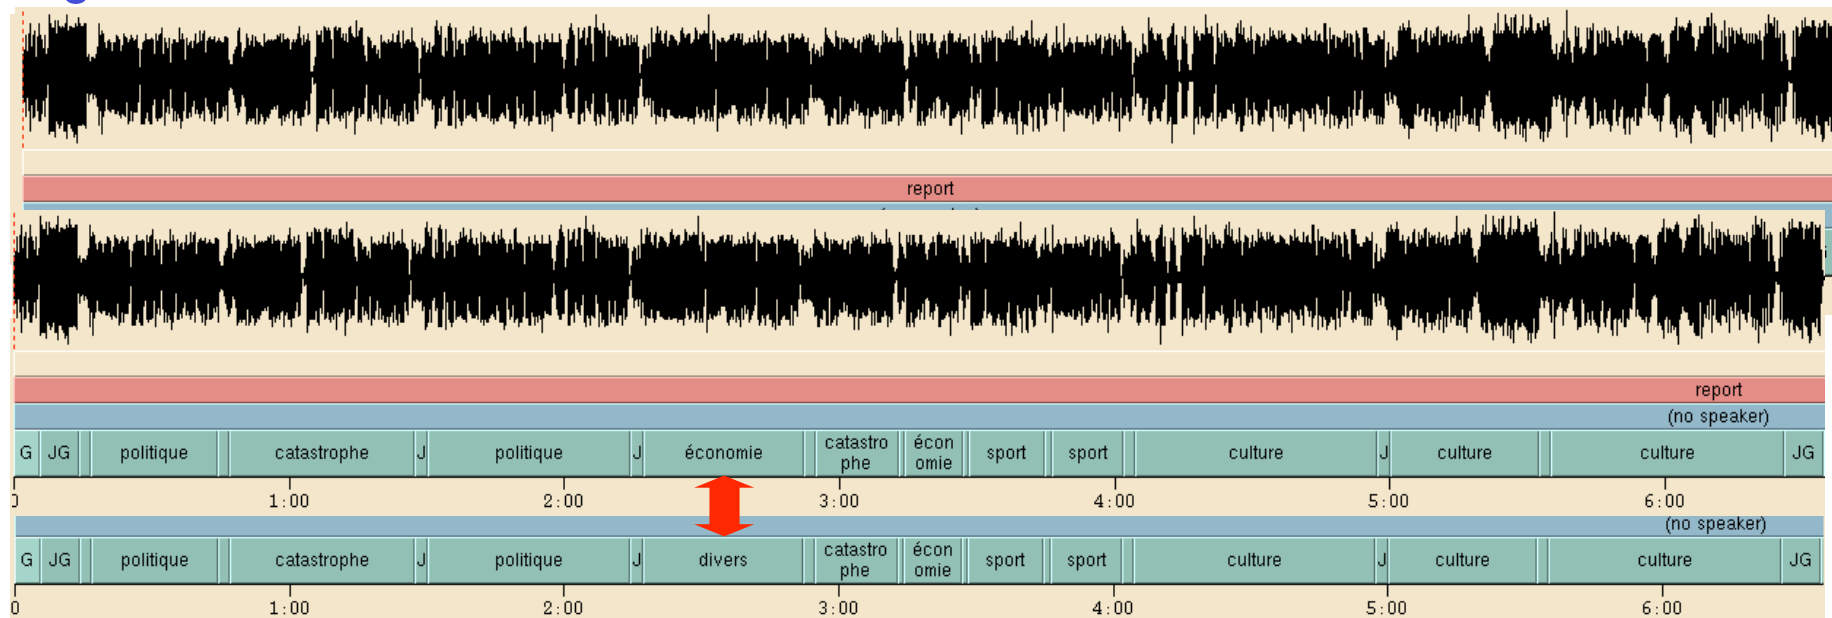 report
report
(no speaker)
G JG politique catastrophe J politique J économie catastro phe écon omie sport sport culture J culture culture JG
0 1:00 2:00 3:00 4:00 5:00 6:00
(no speaker)
G JG politique catastrophe J politique J divers catastro phe écon omie sport sport culture J culture culture JG
0 1:00 2:00 3:00 4:00 5:00 6:00